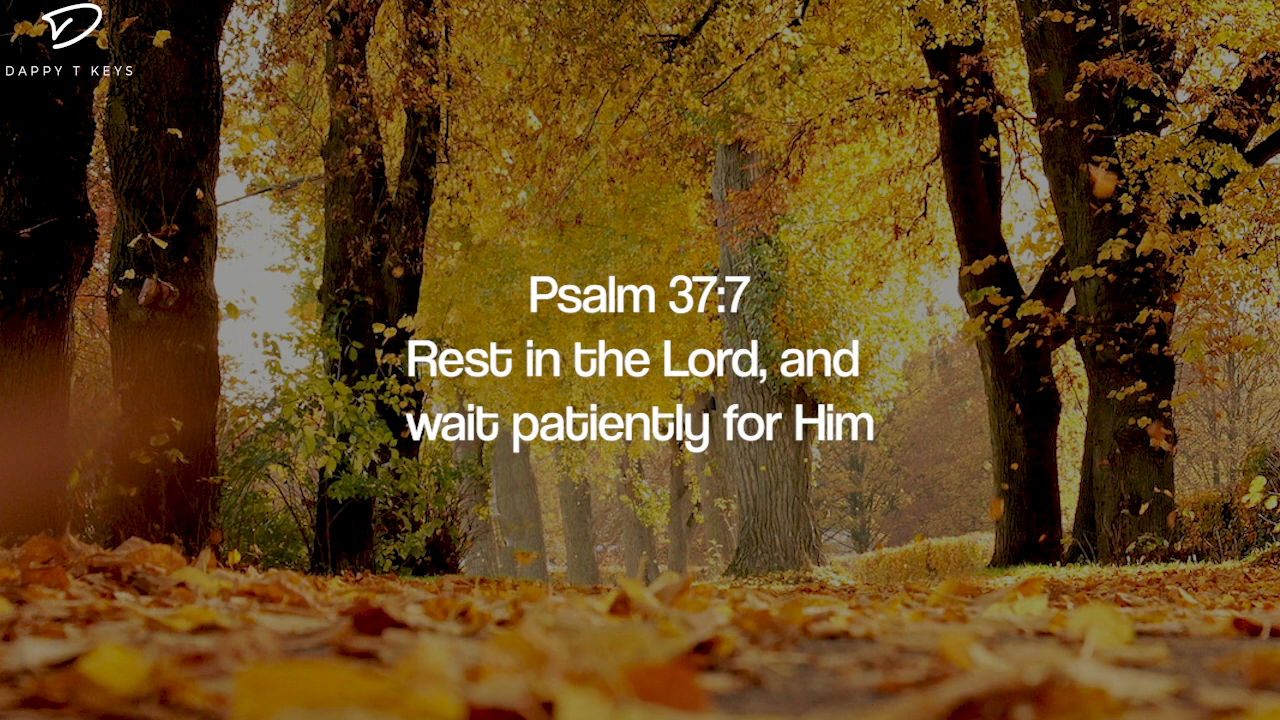 DAPPY T KEYS
Psalm 37:7
Rest in the Lord, and
wait patiently for Him